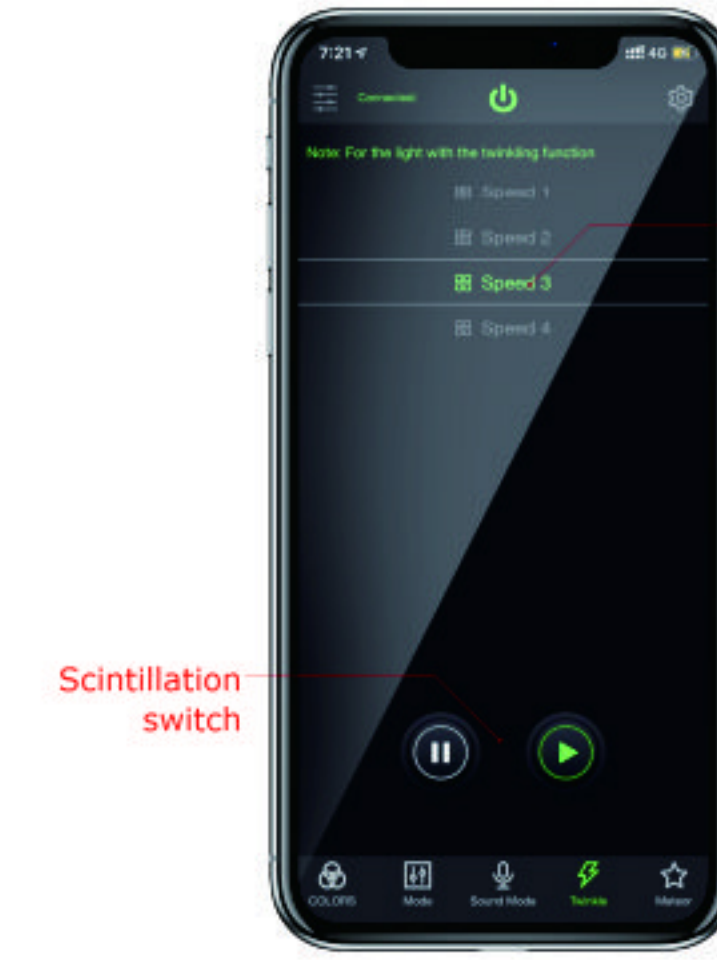 7:21
4G
Connected
Note: For the light with the twinkling function
Speed 1
Speed 2
Speed 3
Speed 4
Scintillation
switch
COLORS
Mode
Sound Mode
Twinkle
Meteor